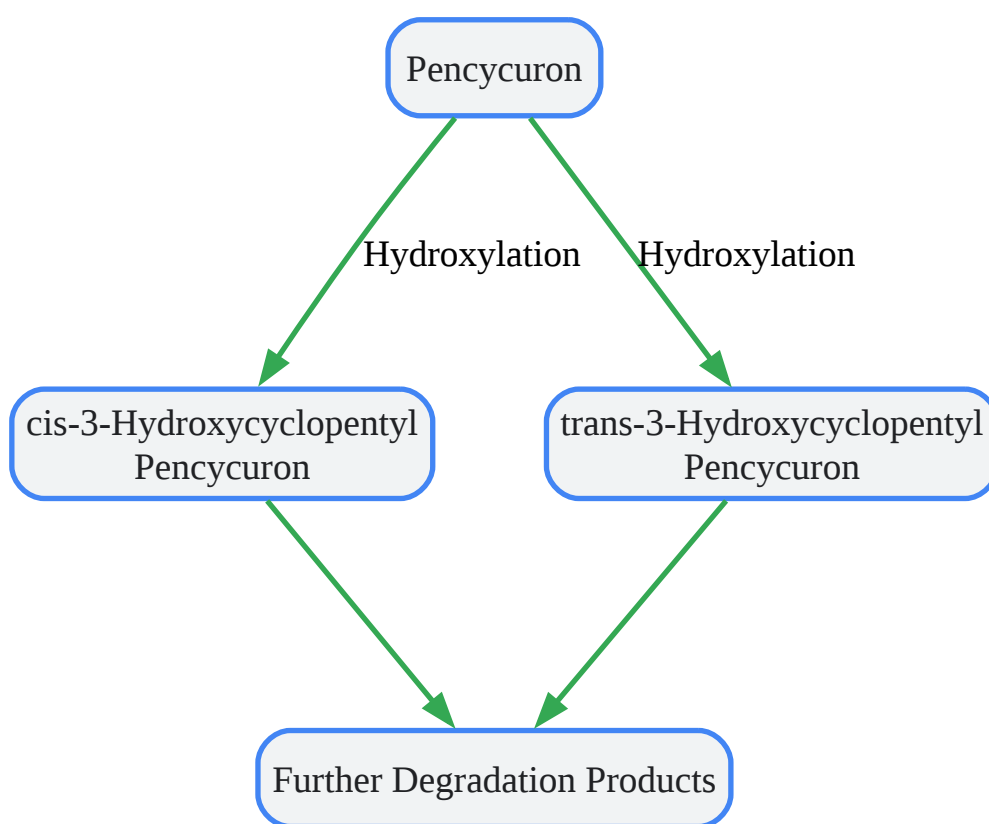 Pencycuron
Hydroxylation
Hydroxylation
cis-3-Hydroxycyclopentyl
Pencycuron
trans-3-Hydroxycyclopentyl
Pencycuron
Further Degradation Products